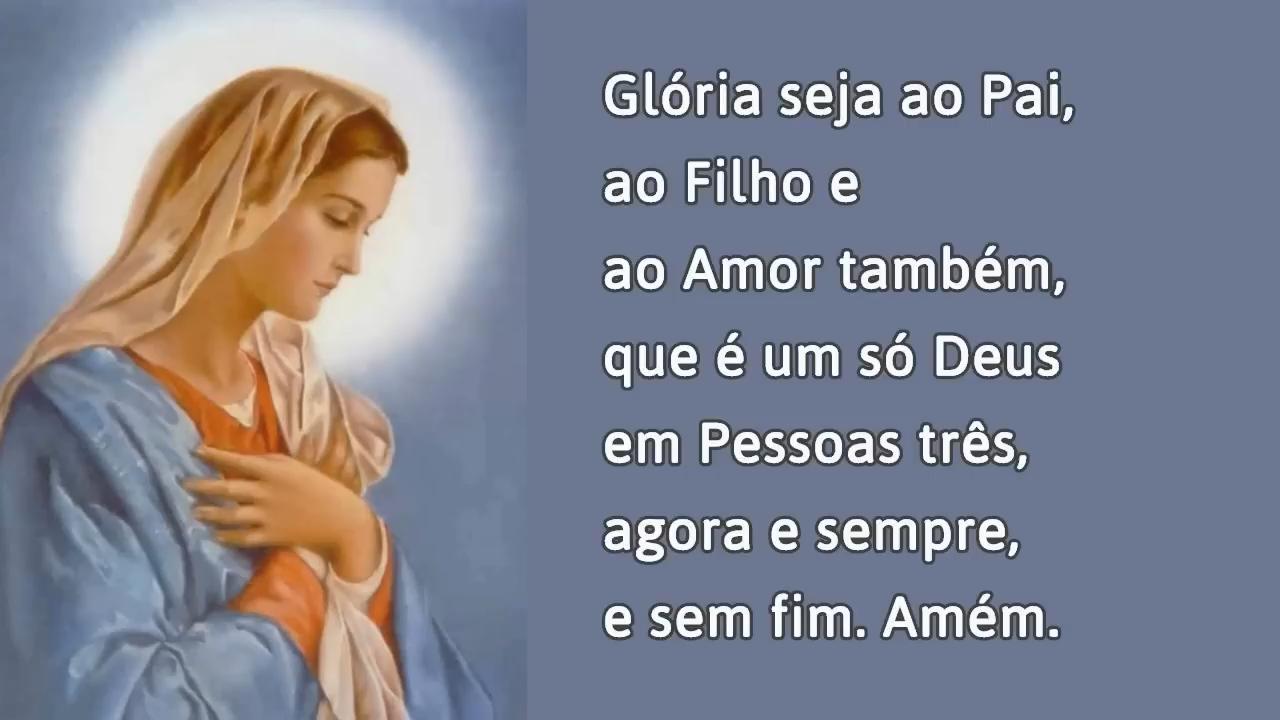 Glória seja ao Pai,
ao Filho e
ao Amor também,
que é um só Deus
em Pessoas três,
agora e sempre,
e sem fim. Amém.